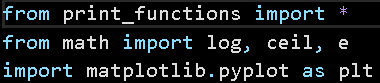 from print_functions import *
from math import log, ceil, e
import matplotlib.pyplot as plt